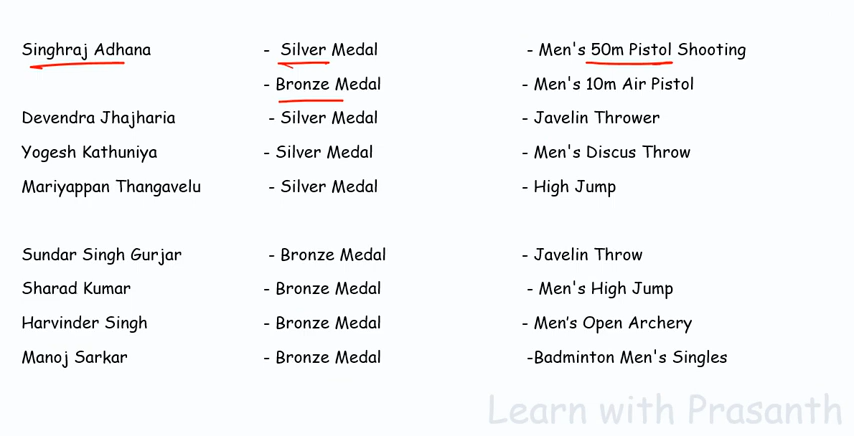 Singhraj Adhana - Silver Medal - Men's 50m Pistol Shooting
- Bronze Medal - Men's 10m Air Pistol
Devendra Jhajharia - Silver Medal - Javelin Thrower
Yogesh Kathuniya - Silver Medal - Men's Discus Throw
Mariyappan Thangavelu - Silver Medal - High Jump
Sundar Singh Gurjar - Bronze Medal - Javelin Throw
Sharad Kumar - Bronze Medal - Men's High Jump
Harvinder Singh - Bronze Medal - Men’s Open Archery
Manoj Sarkar - Bronze Medal -Badminton Men's Singles
Learn with Prasanth